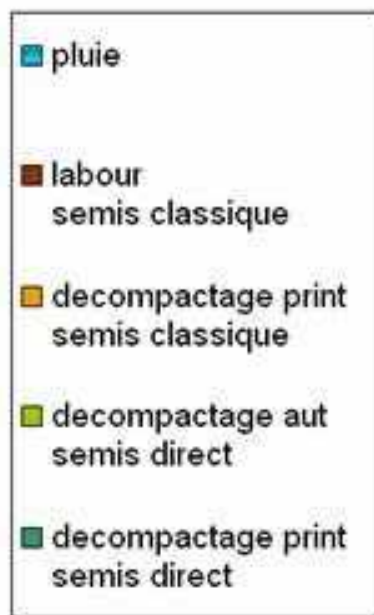 pluie
labour
semis classique
decompactage print
semis classique
decompactage aut
semis direct
decompactage print
semis direct